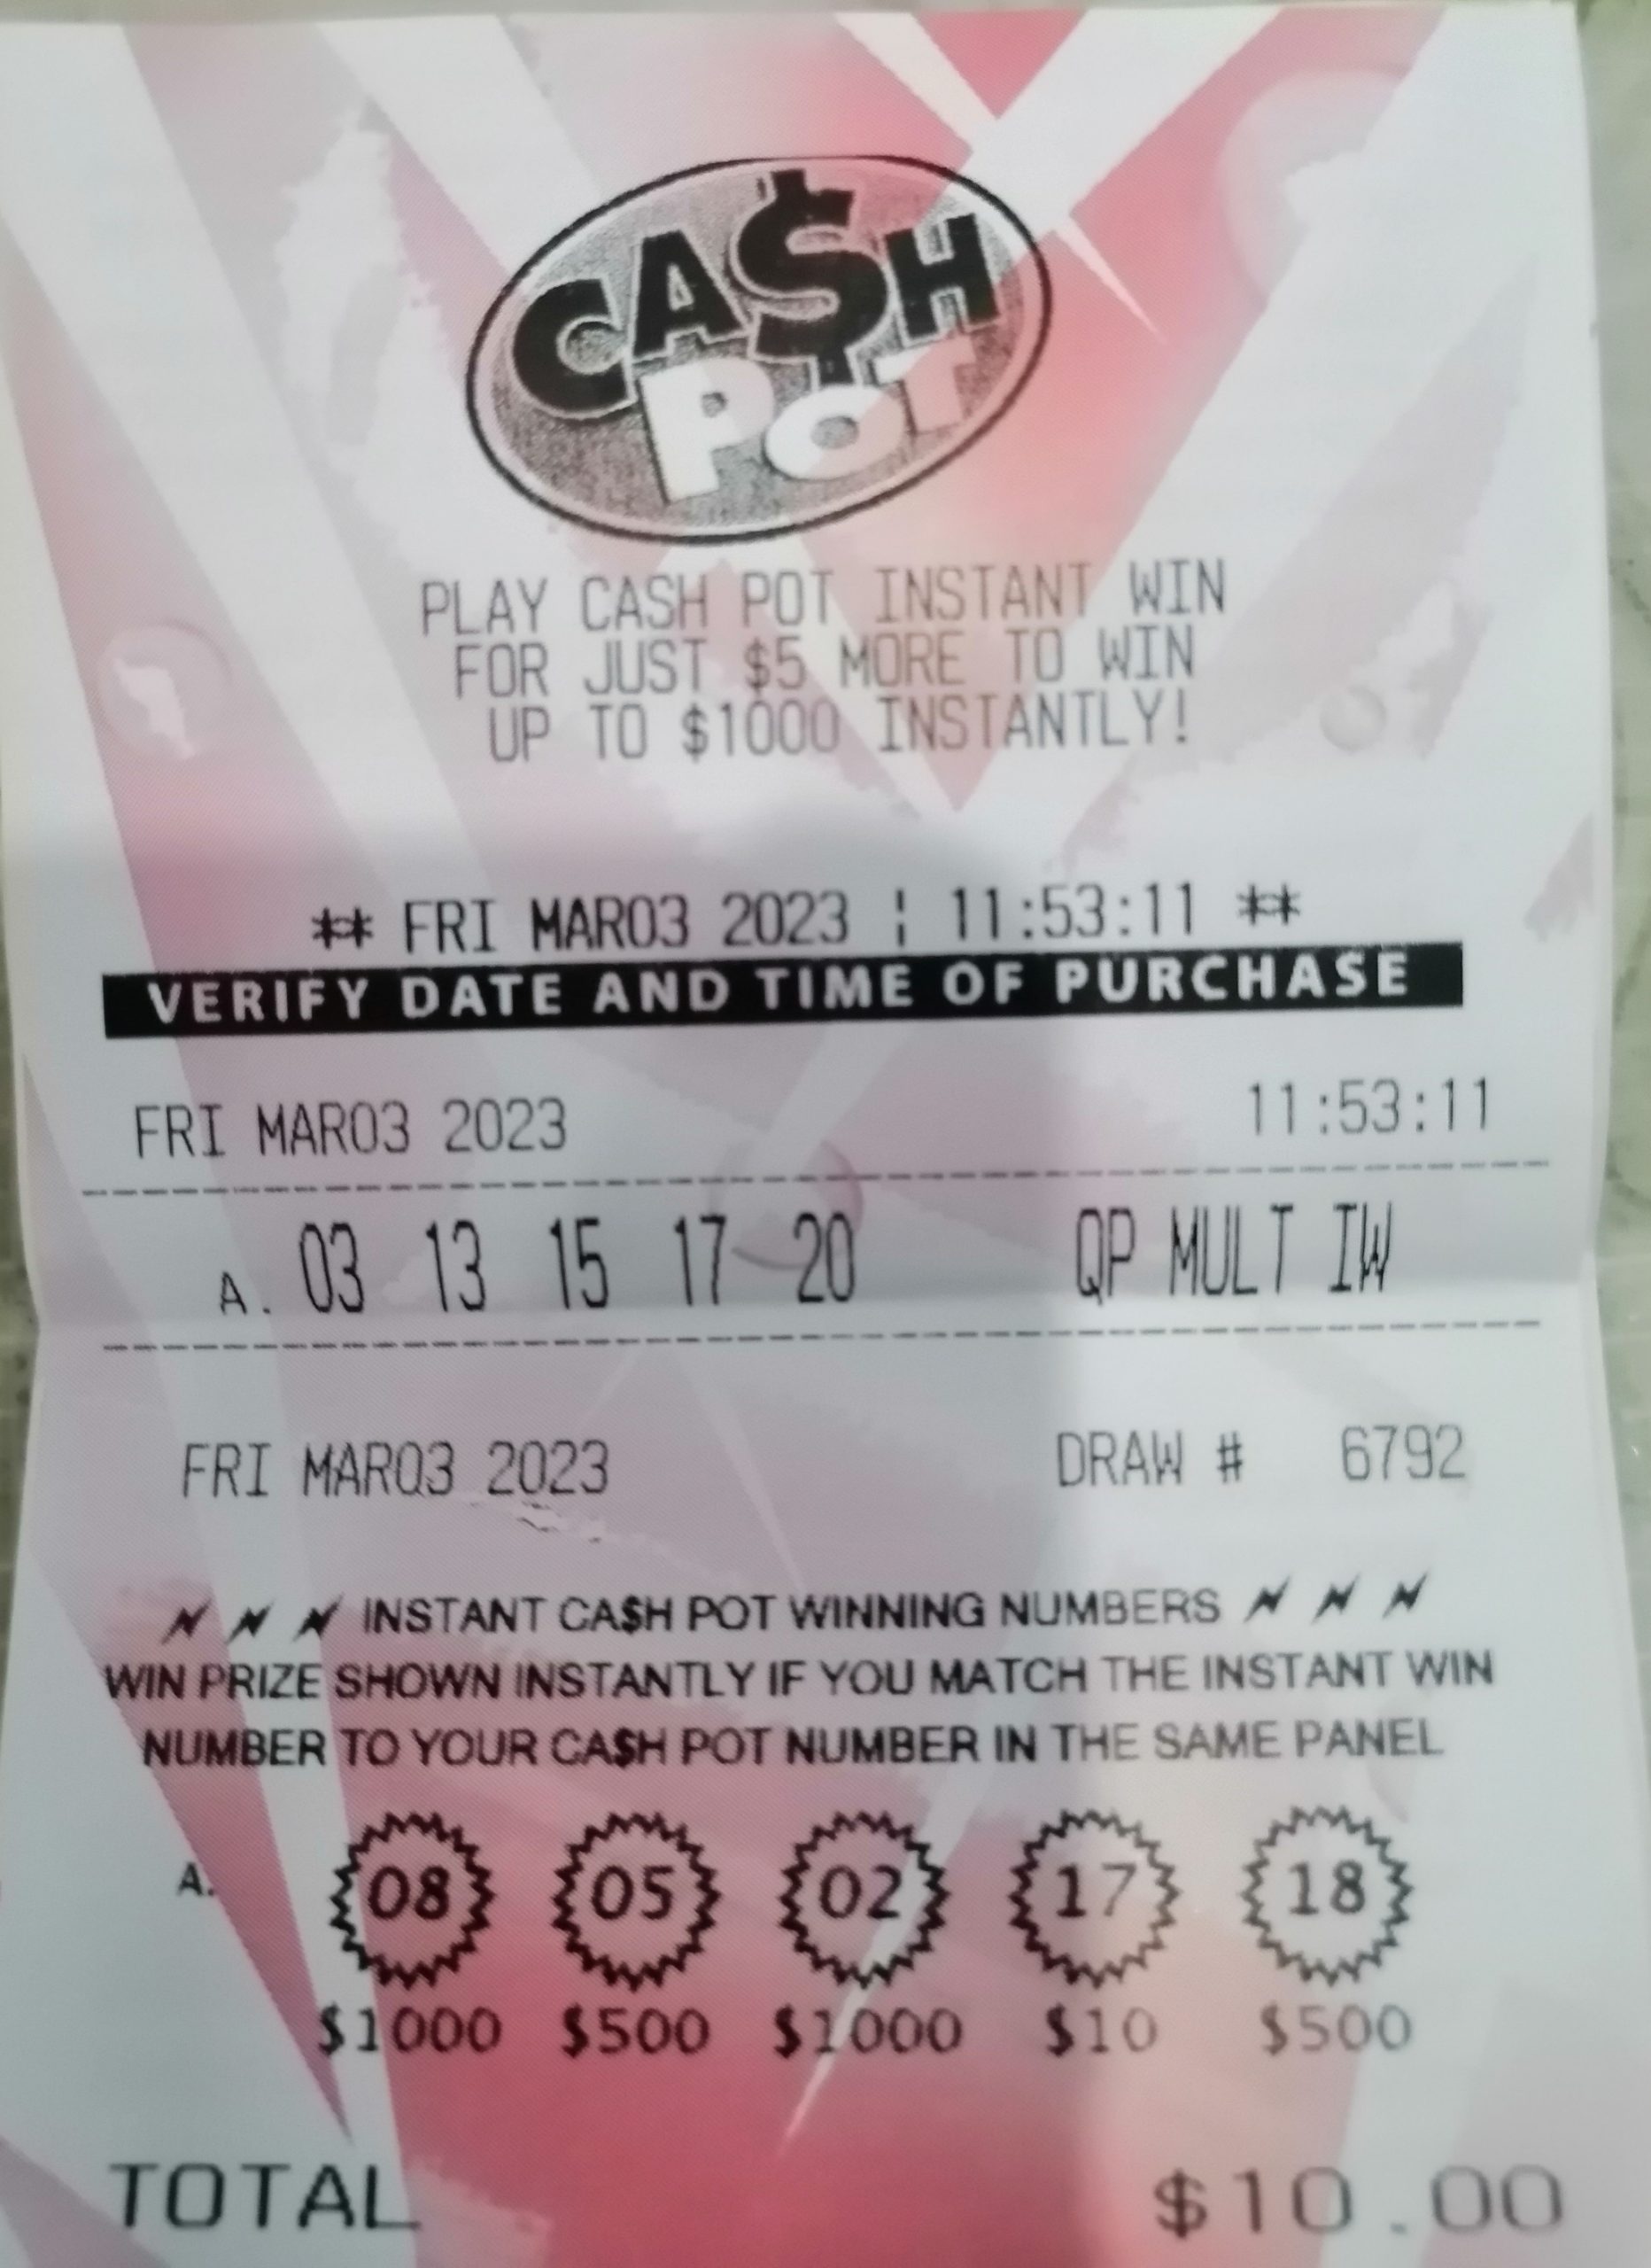 CA$H
POT
PLAY CASH POT INSTANT WIN
FOR JUST $5 MORE TO WIN
UP TO $1000 INSTANTLY!
** FRI MAR03 2023 ¦ 11:53:11 **
VERIFY DATE AND TIME OF PURCHASE
FRI MAR03 2023 11:53:11
A. 03 13 15 17 20 QP MULT IW
FRI MAR03 2023 DRAW # 6792
INSTANT CA$H POT WINNING NUMBERS
WIN PRIZE SHOWN INSTANTLY IF YOU MATCH THE INSTANT WIN
NUMBER TO YOUR CA$H POT NUMBER IN THE SAME PANEL
A. 08 05 02 17 18
$1000 $500 $1000 $10 $500
TOTAL $10.00